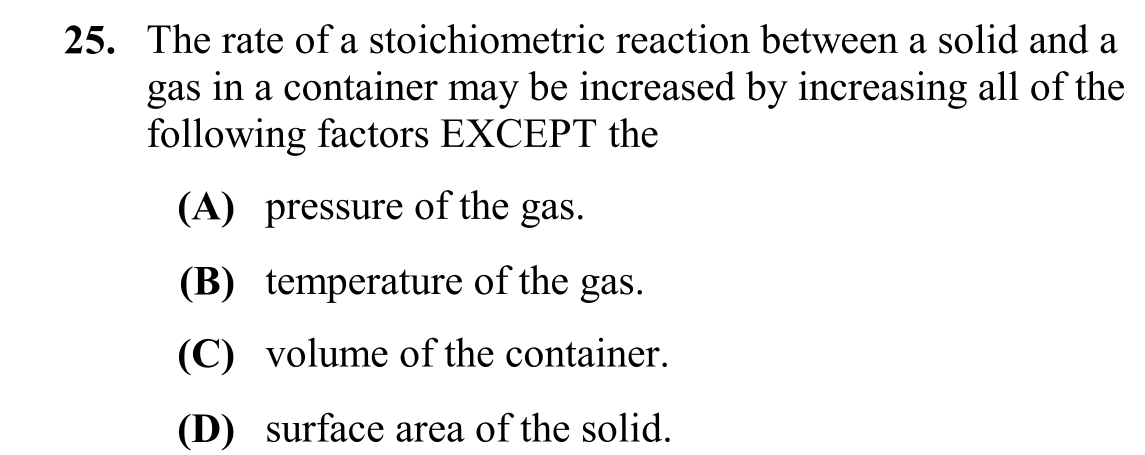 25. The rate of a stoichiometric reaction between a solid and a
gas in a container may be increased by increasing all of the
following factors EXCEPT the
(A) pressure of the gas.
(B) temperature of the gas.
(C) volume of the container.
(D) surface area of the solid.